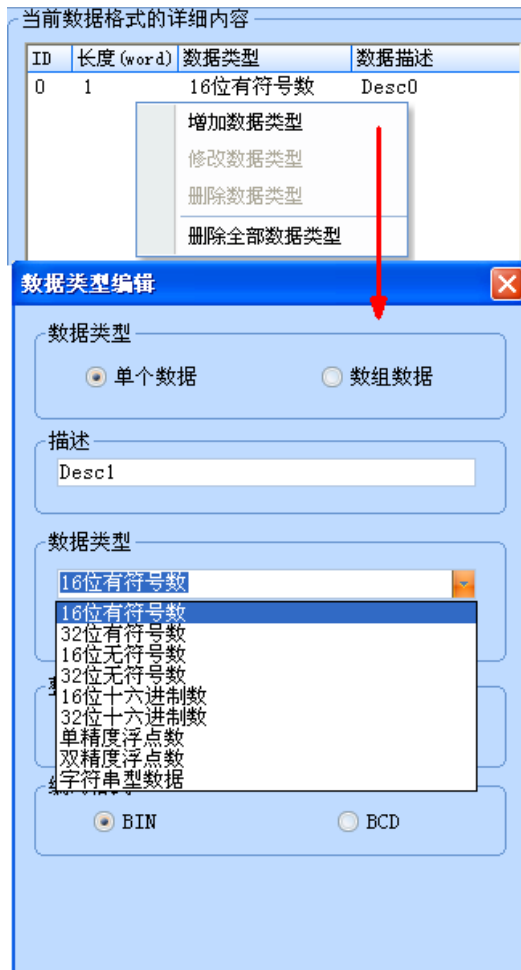 当前数据格式的详细内容
ID 长度(word) 数据类型 数据描述
0 1 16位有符号数 Desc0
增加数据类型
修改数据类型
删除数据类型
删除全部数据类型
数据类型编辑
数据类型
单个数据 数组数据
描述
Desc1
数据类型
16位有符号数
16位有符号数
32位有符号数
16位无符号数
32位无符号数
16位十六进制数
32位十六进制数
单精度浮点数
双精度浮点数
字符串型数据
BIN BCD